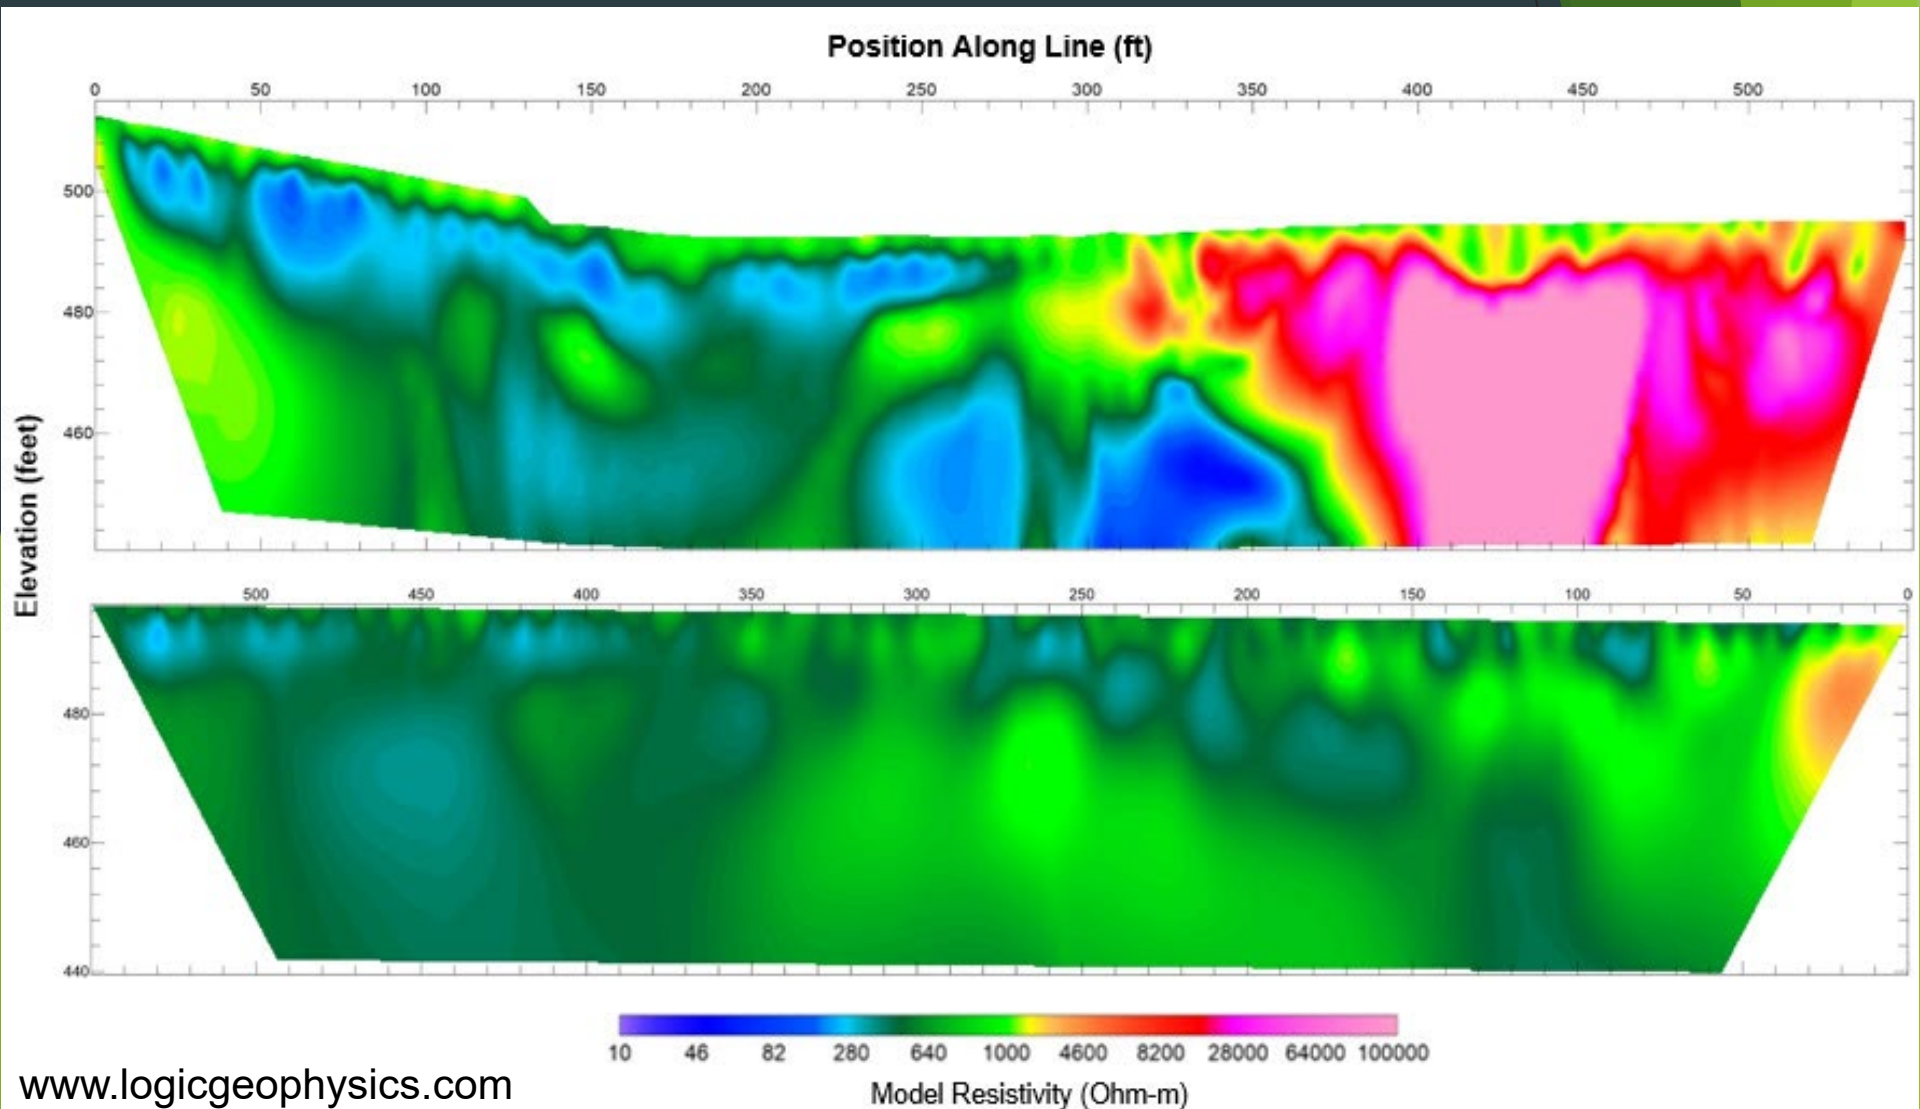 Position Along Line (ft)
0 50 100 150 200 250 300 350 400 450 500
500
480
460
Elevation (feet)
500 450 400 350 300 250 200 150 100 50 0
480
460
440
10 46 82 280 640 1000 4600 8200 28000 64000 100000
Model Resistivity (Ohm-m)
www.logicgeophysics.com